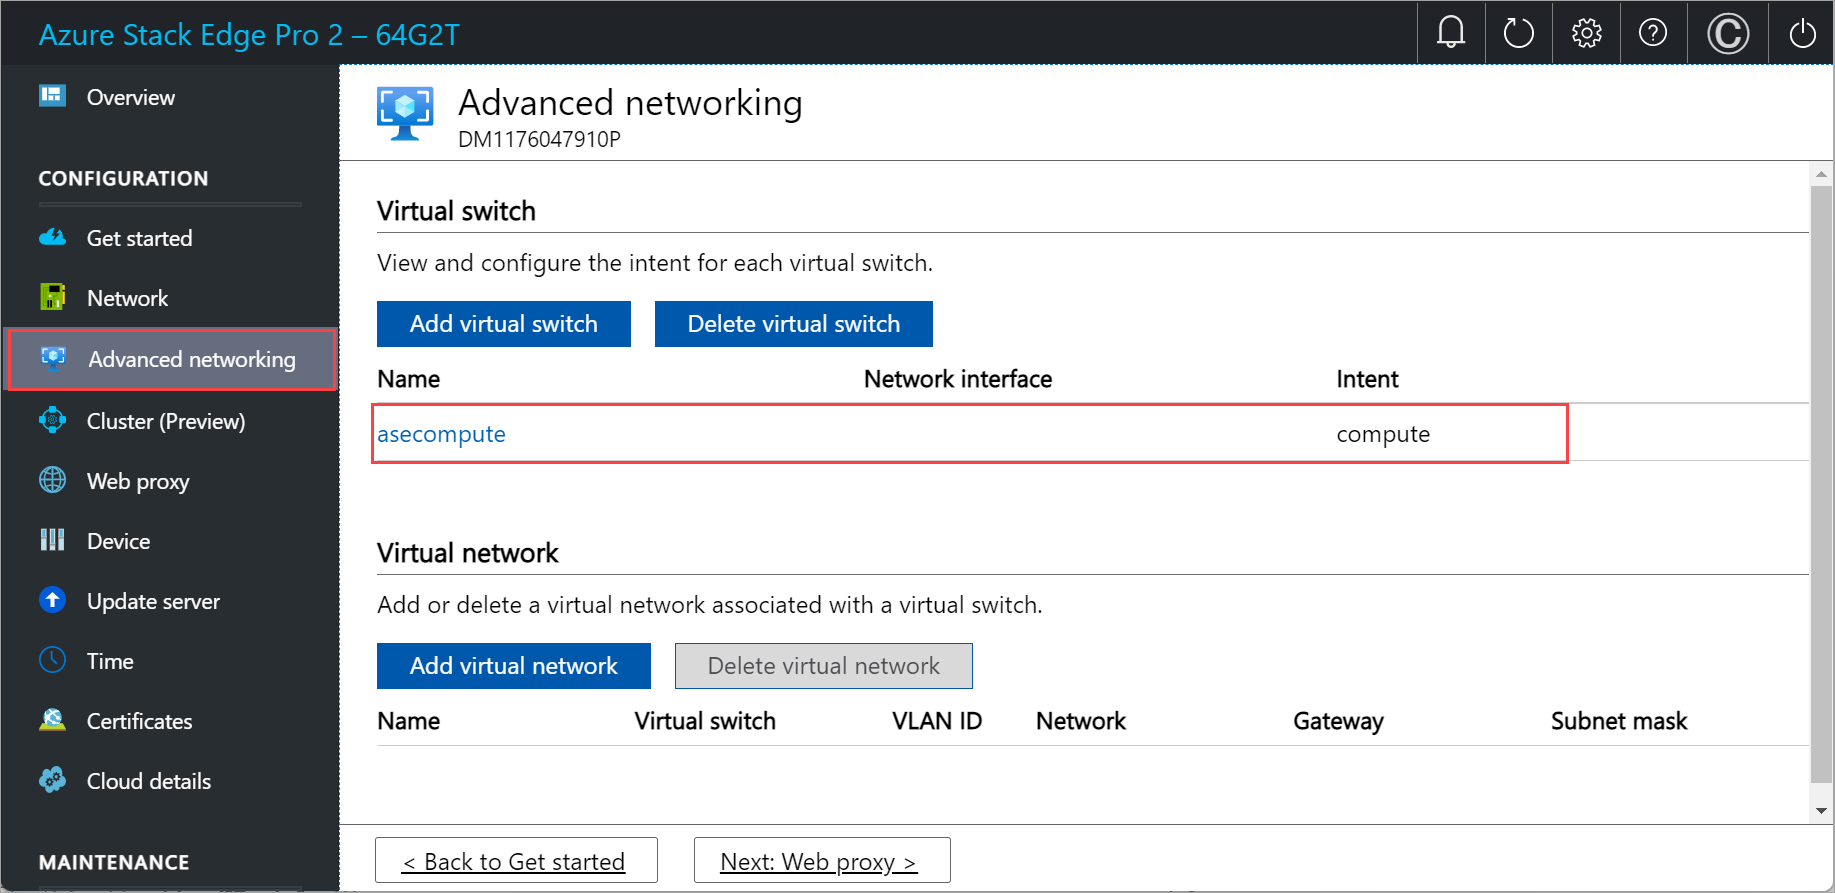 Azure Stack Edge Pro 2 – 64G2T
Overview
CONFIGURATION
Get started
Network
Advanced networking
Cluster (Preview)
Web proxy
Device
Update server
Time
Certificates
Cloud details
MAINTENANCE
Advanced networking
DM1176047910P
Virtual switch
View and configure the intent for each virtual switch.
Add virtual switch Delete virtual switch
Name Network interface Intent
asecompute compute
Virtual network
Add or delete a virtual network associated with a virtual switch.
Add virtual network Delete virtual network
Name Virtual switch VLAN ID Network Gateway Subnet mask
< Back to Get started Next: Web proxy >